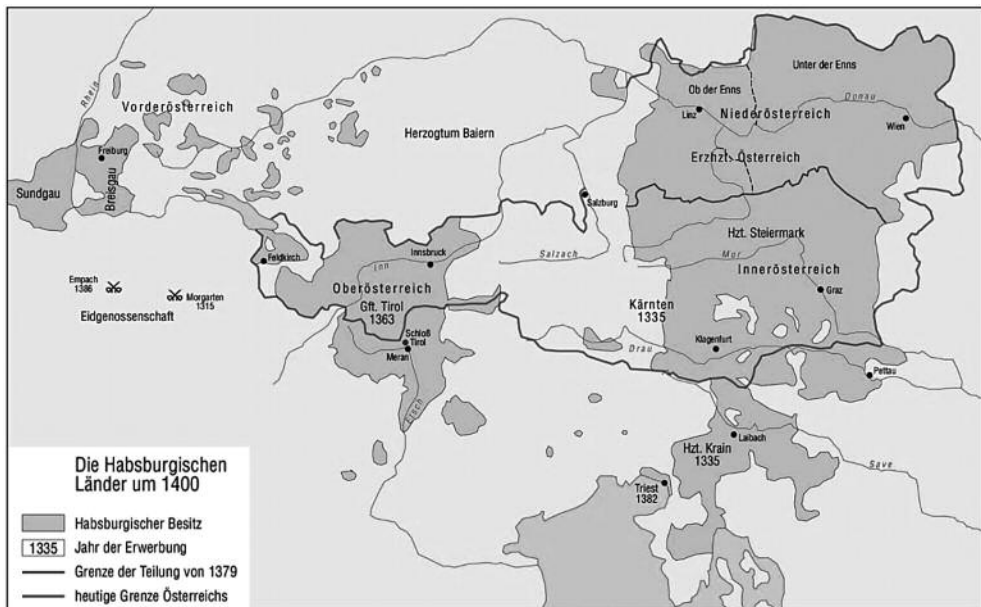 Unter der Enns
Ob der Enns
Rhein
Vorderösterreich
Donau
Linz
Niederösterreich
Wien
Herzogtum Baiern
Freiburg
Erzhzt. Österreich
Breisgau
Sundgau
Salzburg
Hzt. Steiermark
Feldkirch
Innsbruck
Salzach
Mur
Inn
Innerösterreich
Empach
1386
Morgarten
1315
Eidgenossenschaft
Oberösterreich
Gft. Tirol
1363
Kärnten
1335
Graz
Schloß
Tirol
Meran
Drau
Klagenfurt
Pettau
Etsch
Laibach
Hzt. Krain
1335
Save
Triest
1382
Die Habsburgischen
Länder um 1400
Habsburgischer Besitz
1335 Jahr der Erwerbung
Grenze der Teilung von 1379
heutige Grenze Österreichs